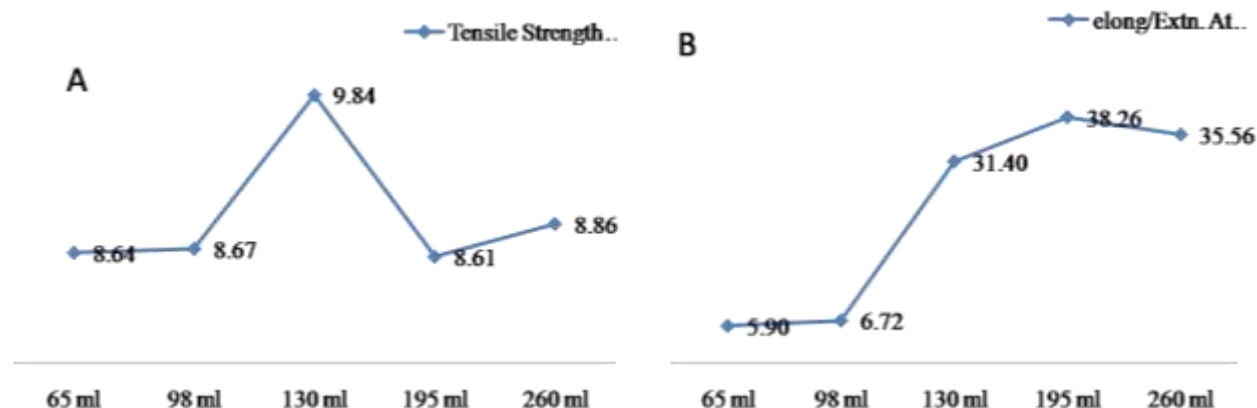 Tensile Strength..
A
9.84
8.64
8.67
8.61
8.86
65 ml 98 ml 130 ml 195 ml 260 ml
elong/Extn. At..
B
38.26
35.56
31.40
5.90
6.72
65 ml 98 ml 130 ml 195 ml 260 ml